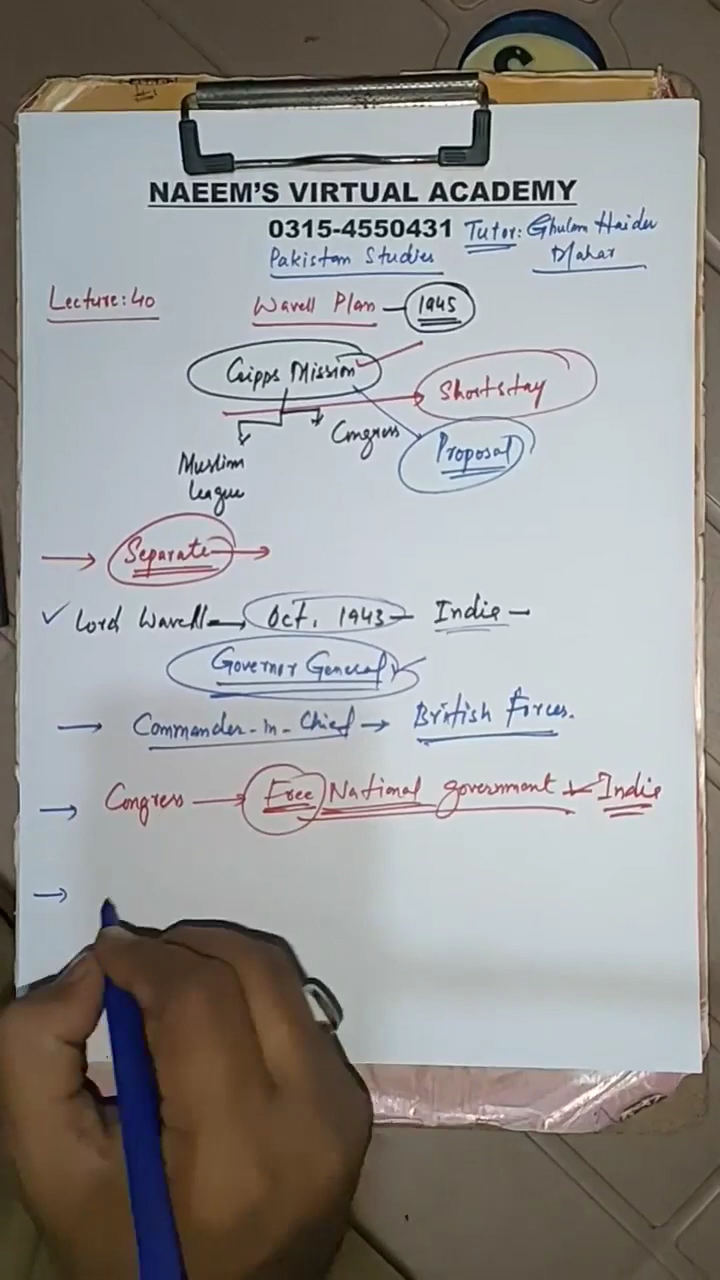 NAEEM'S VIRTUAL ACADEMY
0315-4550431 Tutor: Ghulam Haider Mahar
Pakistan Studies
Lecture: 40 Wavell Plan - 1945
Cripps Mission
Shortstay
Congress
Proposal
Muslim League
→ Separate →
✓ Lord Wavell → Oct, 1943 - India -
Governor General
→ Commander-in-Chief → British Forces.
→ Congress → Free National government India
→